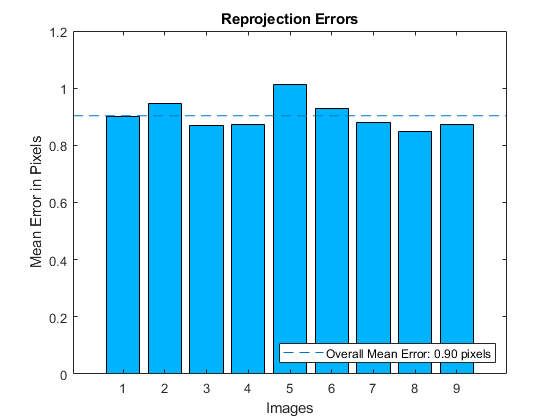 Reprojection Errors
1.2
1
0.8
0.6
0.4
0.2
0
Mean Error in Pixels
Overall Mean Error: 0.90 pixels
1 2 3 4 5 6 7 8 9
Images